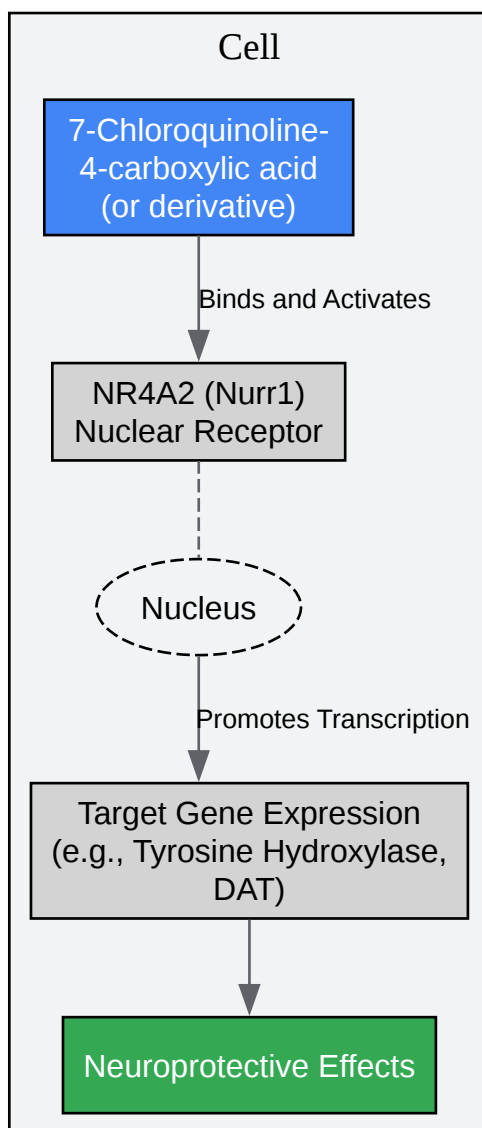 Cell
7-Chloroquinoline-
4-carboxylic acid
(or derivative)
Binds and Activates
NR4A2 (Nurr1)
Nuclear Receptor
Nucleus
Promotes Transcription
Target Gene Expression
(e.g., Tyrosine Hydroxylase,
DAT)
Neuroprotective Effects